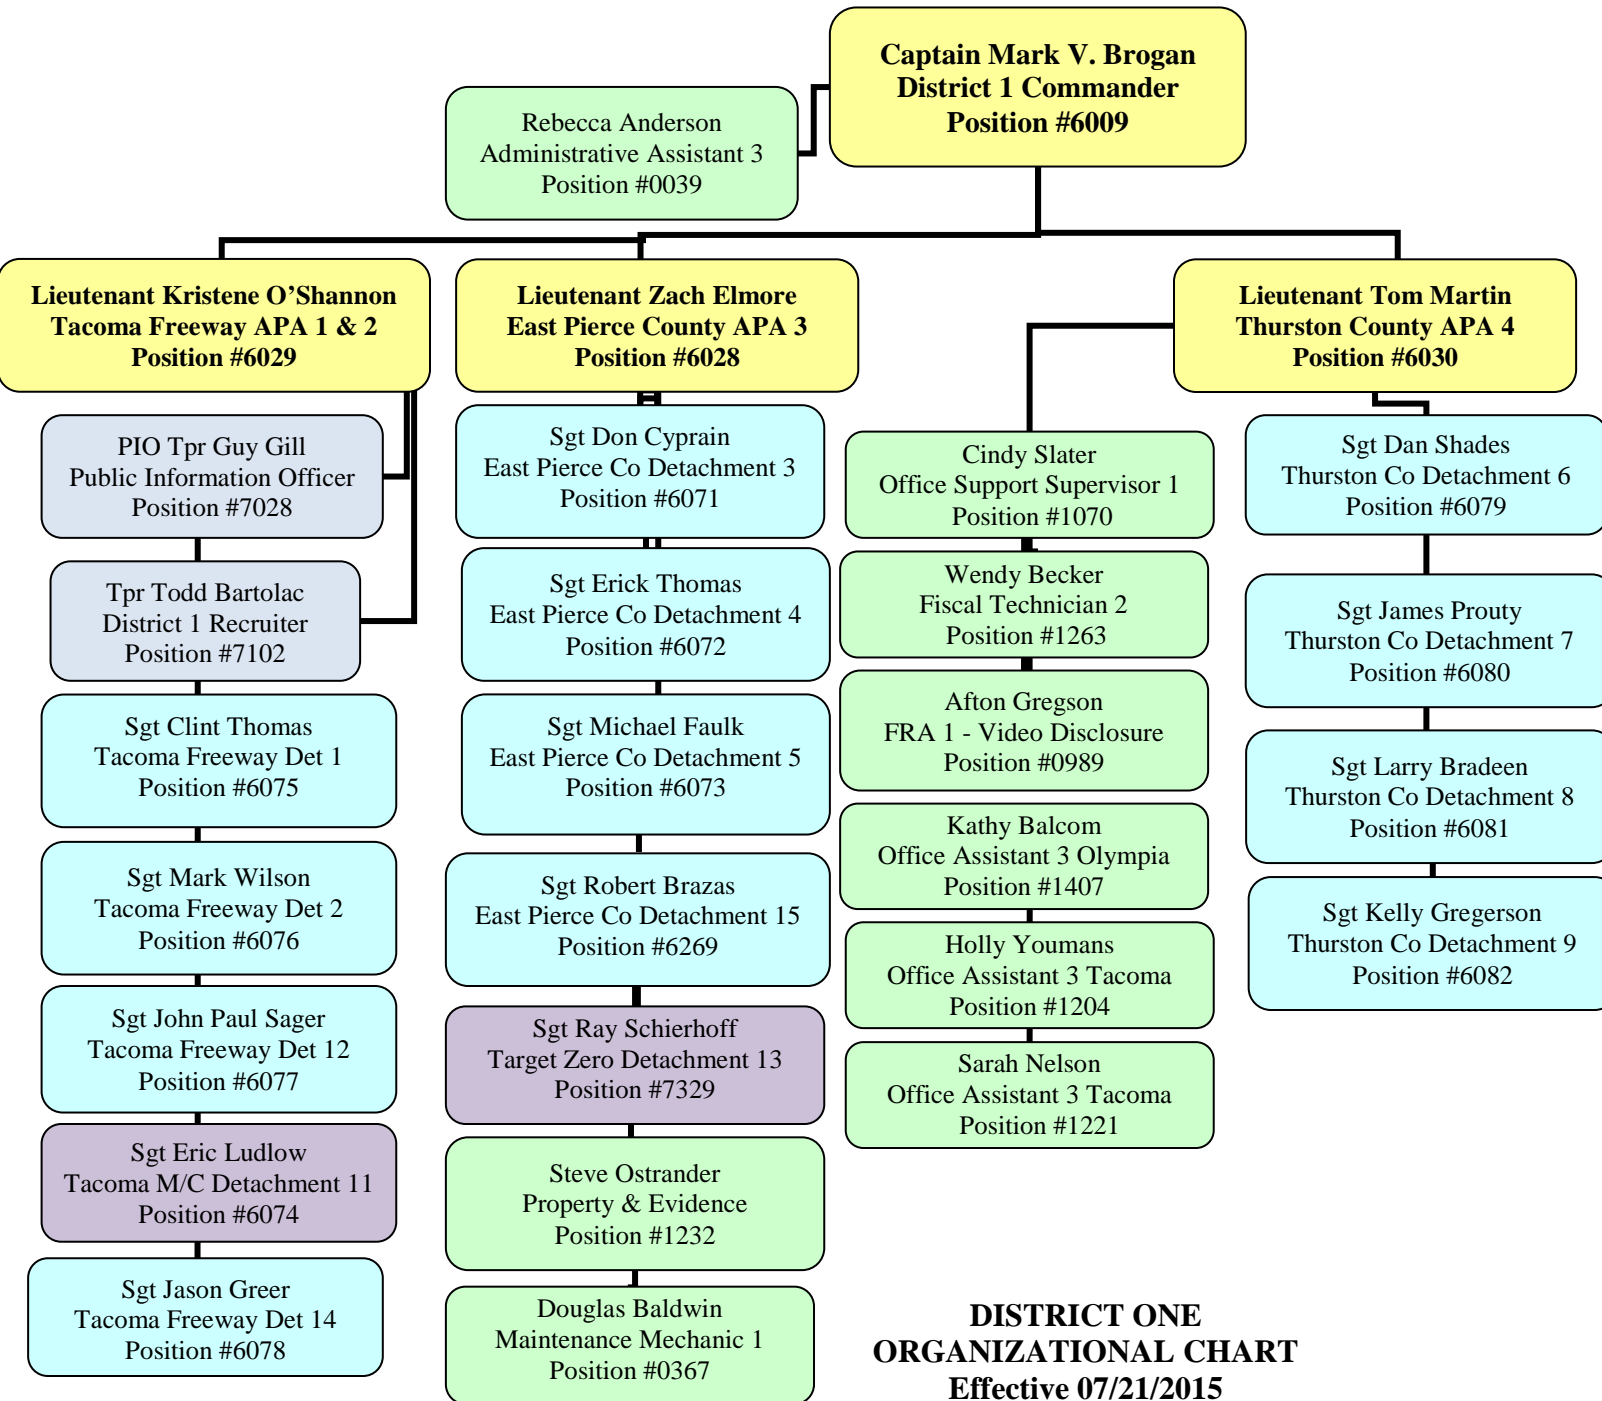 Captain Mark V. Brogan
District 1 Commander
Position #6009
Rebecca Anderson
Administrative Assistant 3
Position #0039
Lieutenant Kristene O’Shannon
Tacoma Freeway APA 1 & 2
Position #6029
Lieutenant Zach Elmore
East Pierce County APA 3
Position #6028
Lieutenant Tom Martin
Thurston County APA 4
Position #6030
PIO Tpr Guy Gill
Public Information Officer
Position #7028
Tpr Todd Bartolac
District 1 Recruiter
Position #7102
Sgt Clint Thomas
Tacoma Freeway Det 1
Position #6075
Sgt Mark Wilson
Tacoma Freeway Det 2
Position #6076
Sgt John Paul Sager
Tacoma Freeway Det 12
Position #6077
Sgt Eric Ludlow
Tacoma M/C Detachment 11
Position #6074
Sgt Jason Greer
Tacoma Freeway Det 14
Position #6078
Sgt Don Cyprain
East Pierce Co Detachment 3
Position #6071
Sgt Erick Thomas
East Pierce Co Detachment 4
Position #6072
Sgt Michael Faulk
East Pierce Co Detachment 5
Position #6073
Sgt Robert Brazas
East Pierce Co Detachment 15
Position #6269
Sgt Ray Schierhoff
Target Zero Detachment 13
Position #7329
Steve Ostrander
Property & Evidence
Position #1232
Douglas Baldwin
Maintenance Mechanic 1
Position #0367
Cindy Slater
Office Support Supervisor 1
Position #1070
Wendy Becker
Fiscal Technician 2
Position #1263
Afton Gregson
FRA 1 - Video Disclosure
Position #0989
Kathy Balcom
Office Assistant 3 Olympia
Position #1407
Holly Youmans
Office Assistant 3 Tacoma
Position #1204
Sarah Nelson
Office Assistant 3 Tacoma
Position #1221
Sgt Dan Shades
Thurston Co Detachment 6
Position #6079
Sgt James Prouty
Thurston Co Detachment 7
Position #6080
Sgt Larry Bradeen
Thurston Co Detachment 8
Position #6081
Sgt Kelly Gregerson
Thurston Co Detachment 9
Position #6082
DISTRICT ONE
ORGANIZATIONAL CHART
Effective 07/21/2015